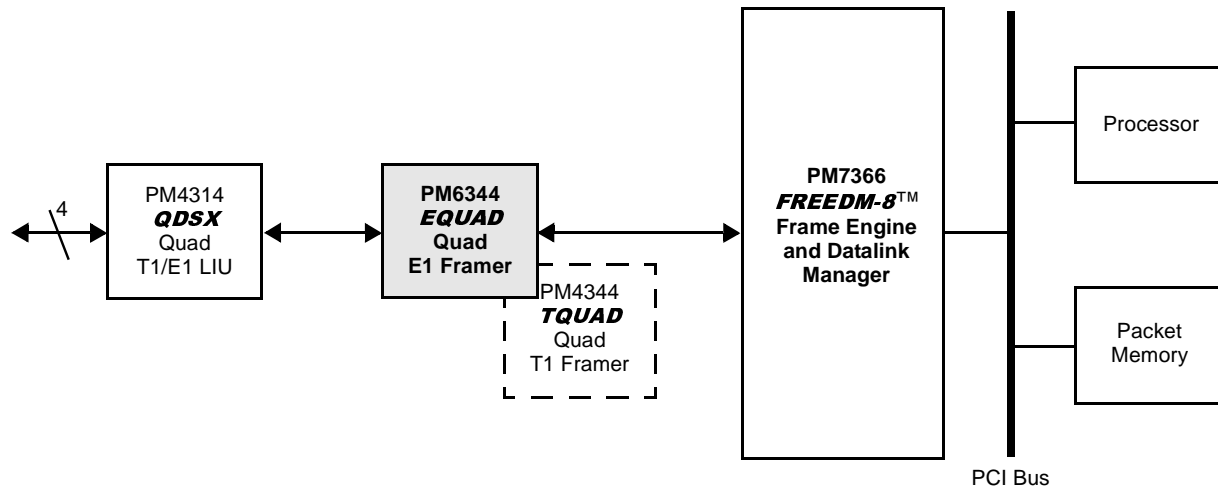 4
PM4314
QDSX
Quad
T1/E1 LIU
PM6344
EQUAD
Quad
E1 Framer
PM4344
TQUAD
Quad
T1 Framer
PM7366
FREEDM-8™
Frame Engine
and Datalink
Manager
Processor
Packet
Memory
PCI Bus